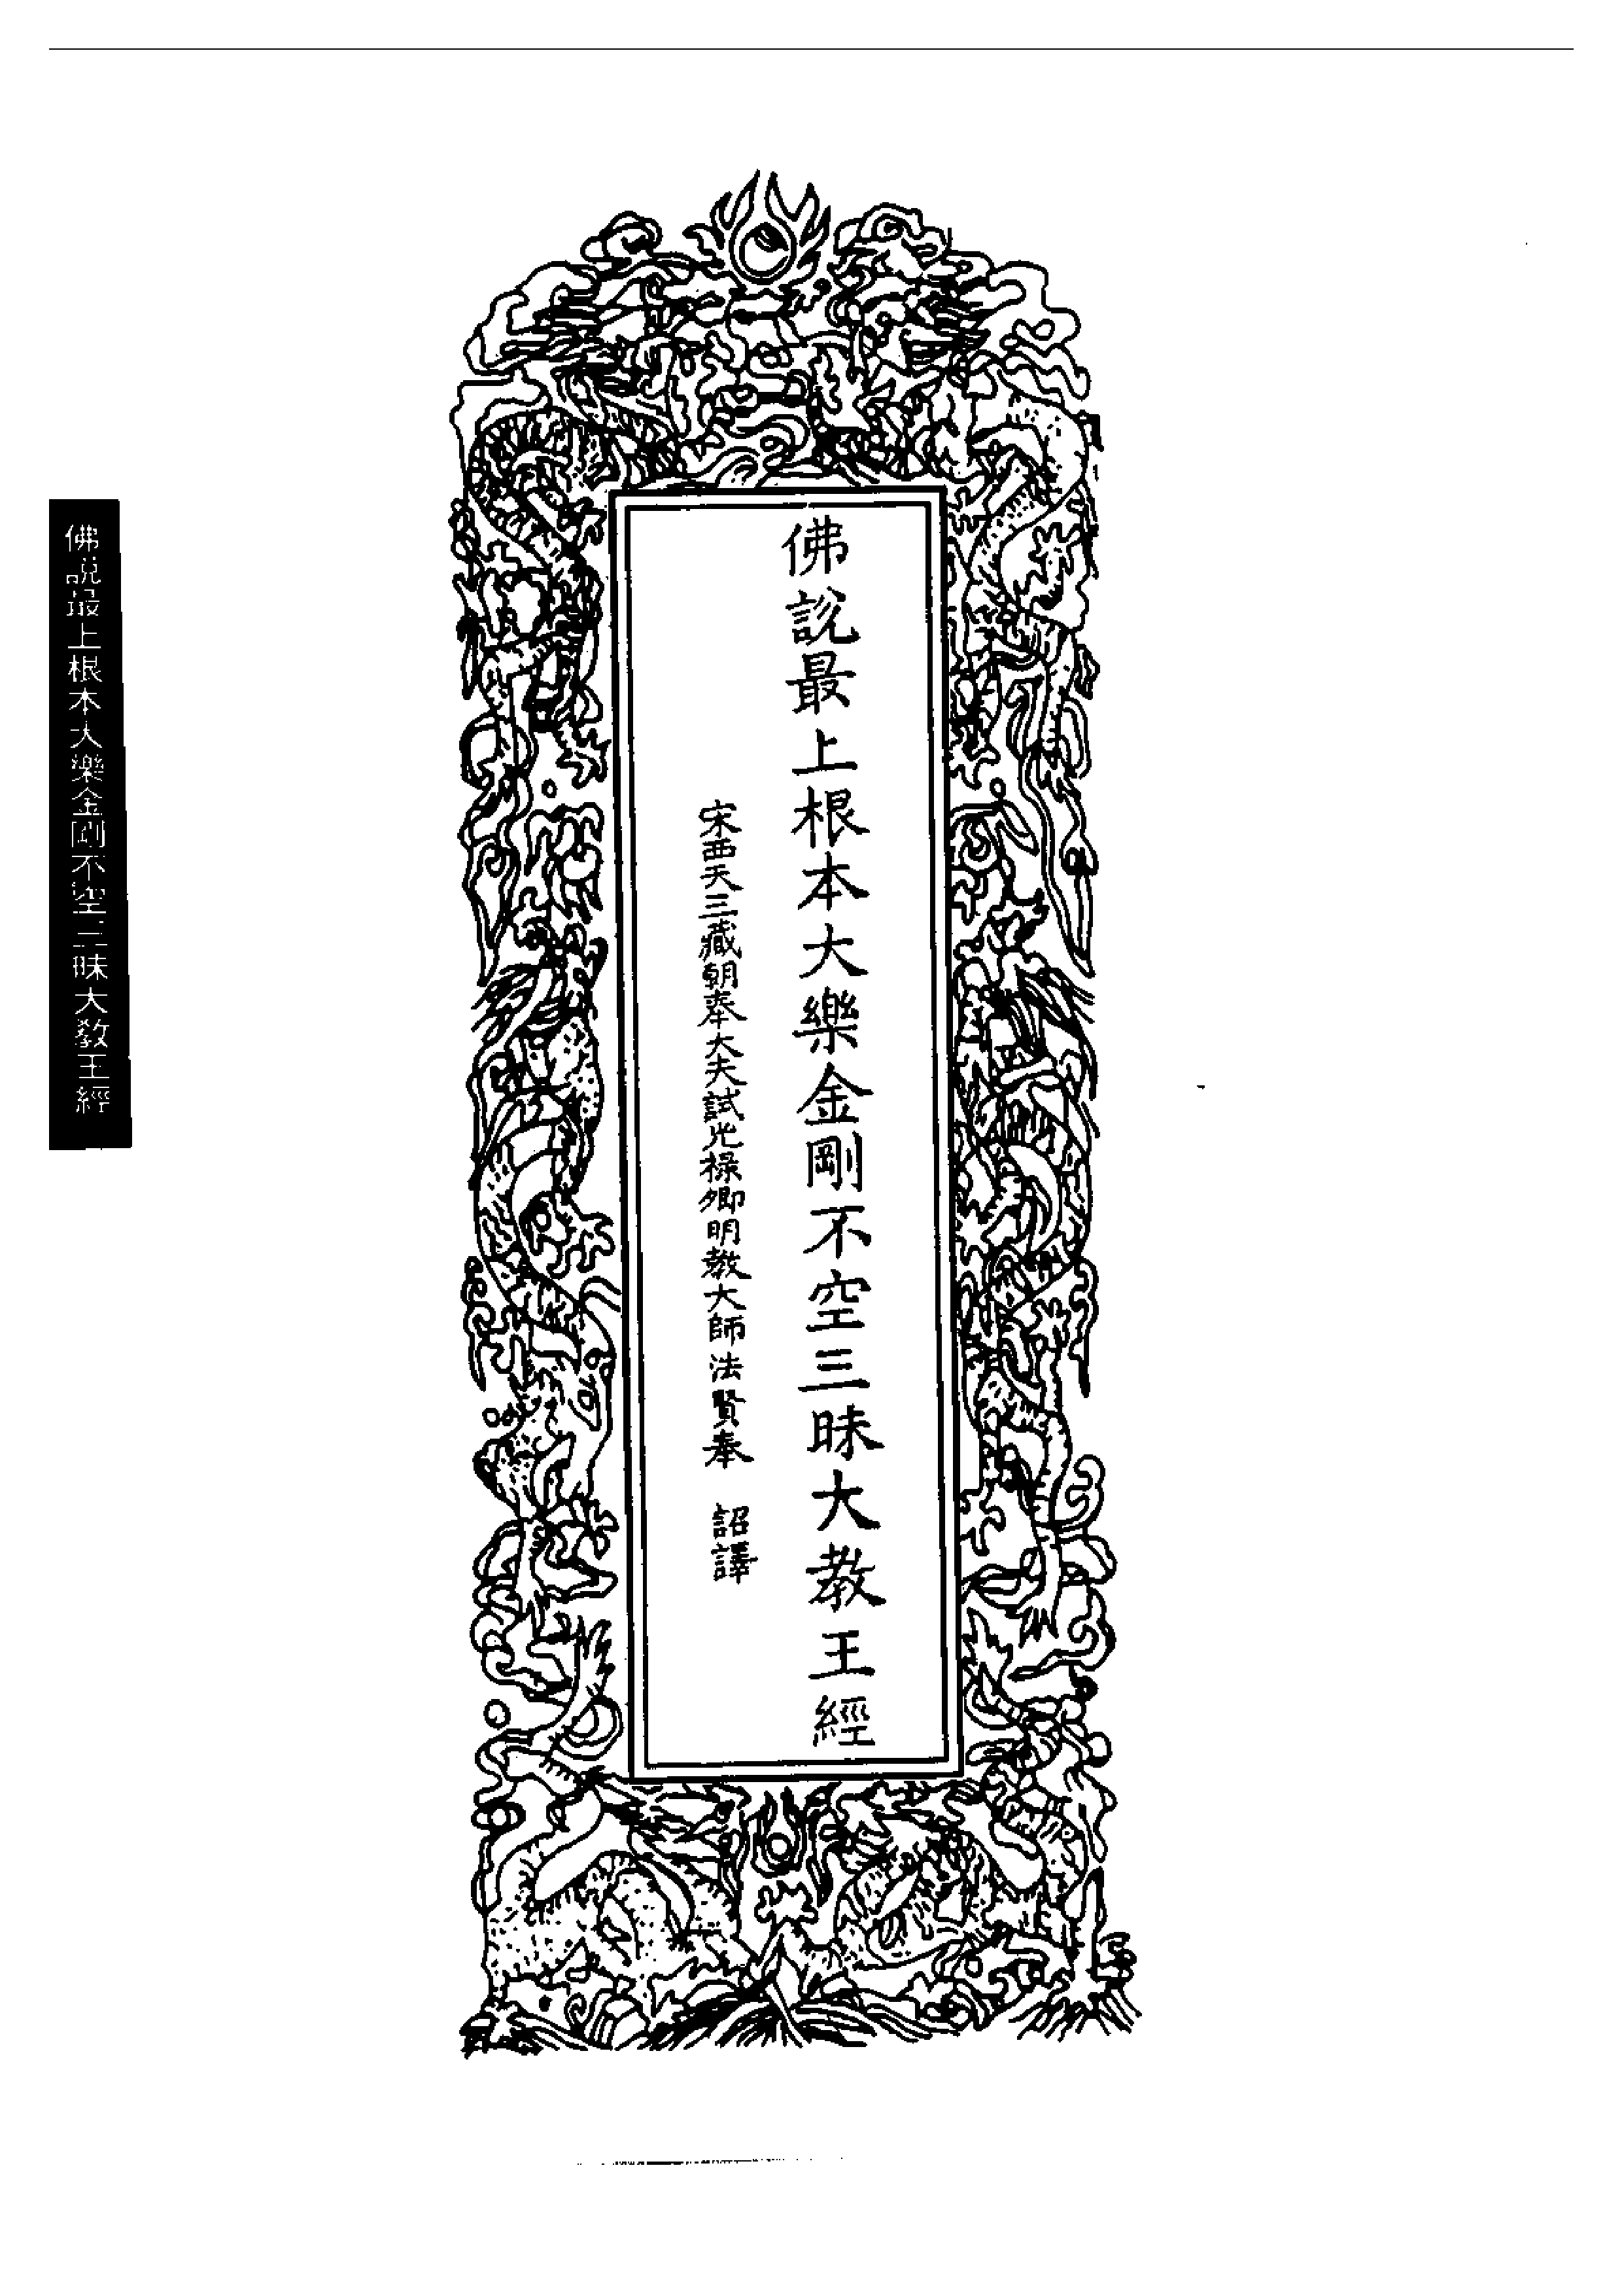 佛說最上根本大樂金剛不空三昧大教王經
宋西天三藏朝奉大夫試光祿卿明教大師法賢奉　詔譯
佛說最上根本大樂金剛不空三昧大教王經